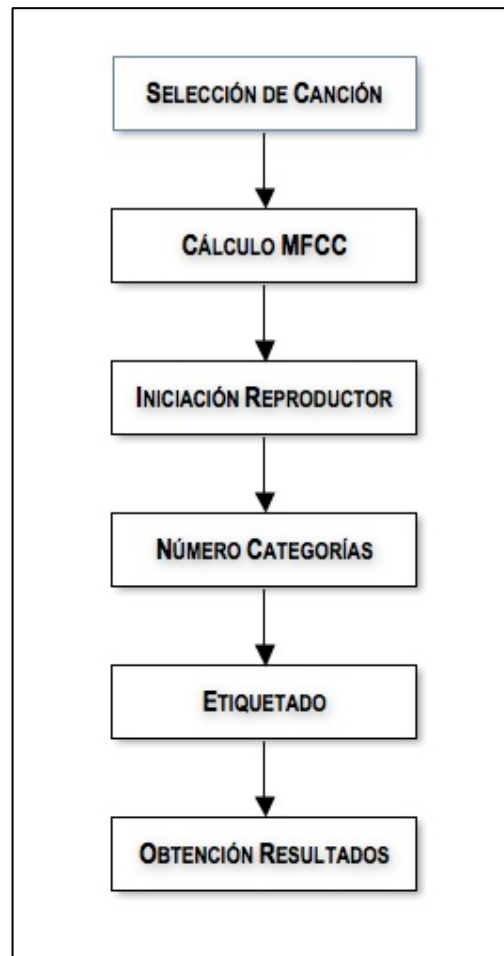 SELECCIÓN DE CANCIÓN
CÁLCULO MFCC
INICIACIÓN REPRODUCTOR
NÚMERO CATEGORÍAS
ETIQUETADO
OBTENCIÓN RESULTADOS